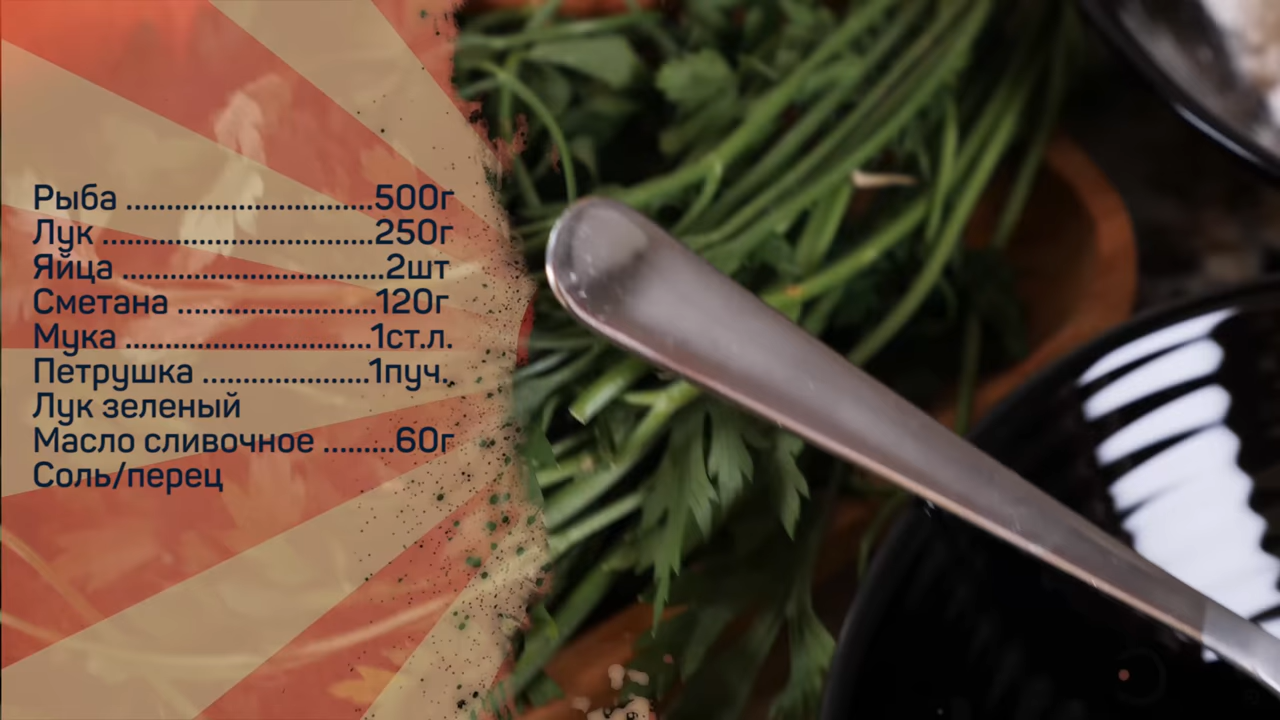 Рыба ..............................500г
Лук .................................250г
Яйца ................................2шт
Сметана ........................120г
Мука ...............................1ст.л.
Петрушка ....................1пуч.
Лук зеленый
Масло сливочное .........60г
Соль/перец